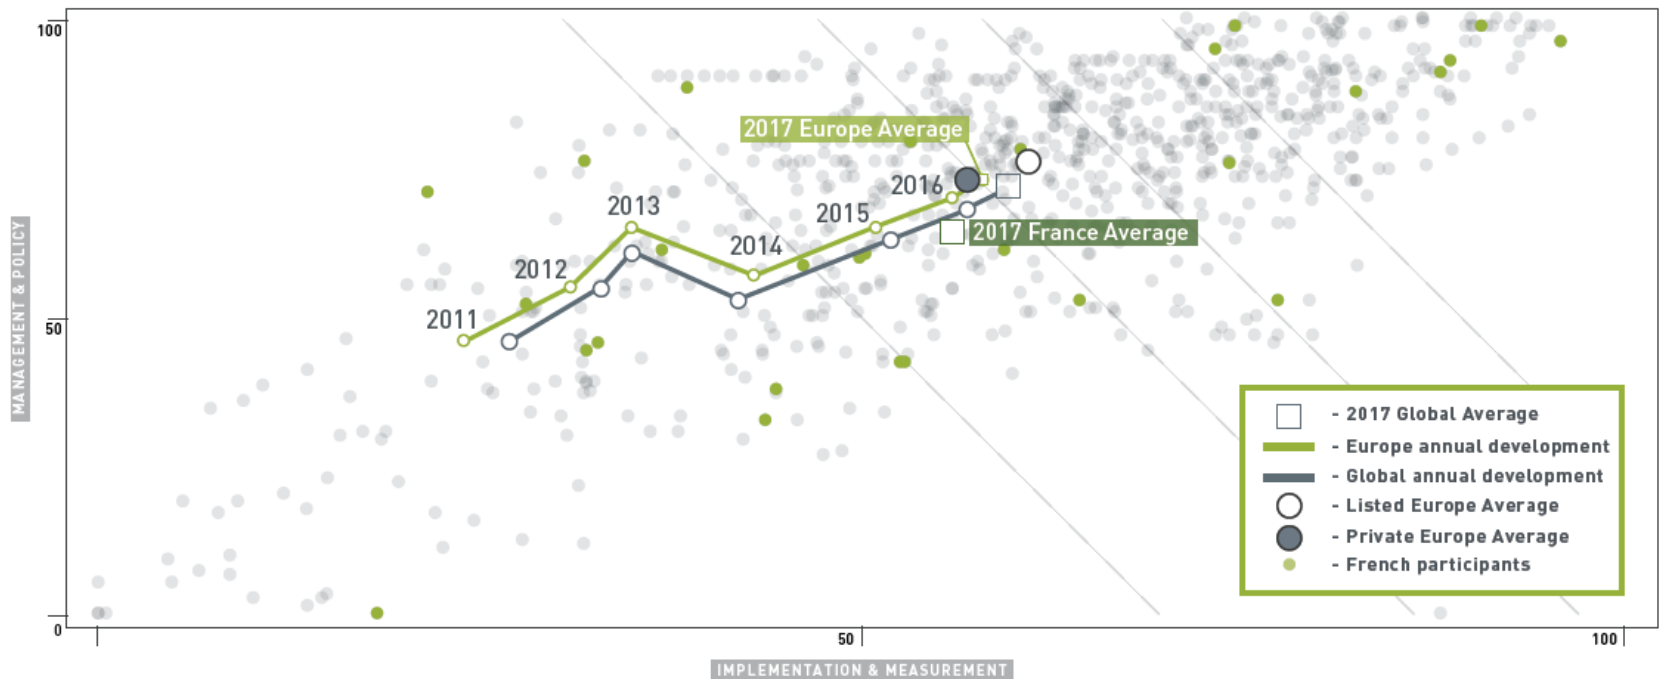 100
50
0
MANAGEMENT & POLICY
2011
2012
2013
2014
2015
2016
2017 Europe Average
2017 France Average
- 2017 Global Average
- Europe annual development
- Global annual development
- Listed Europe Average
- Private Europe Average
- French participants
50
100
IMPLEMENTATION & MEASUREMENT